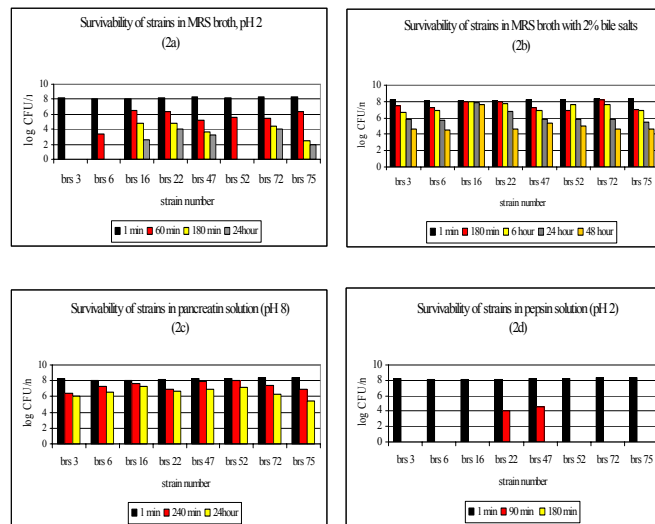 Survivability of strains in MRS broth, pH 2
(2a)
log CFU/n
10
8
6
4
2
0
brs 3 brs 6 brs 16 brs 22 brs 47 brs 52 brs 72 brs 75
strain number
1 min 60 min 180 min 24hour
Survivability of strains in MRS broth with 2% bile salts
(2b)
log CFU/n
10
8
6
4
2
0
brs 3 brs 6 brs 16 brs 22 brs 47 brs 52 brs 72 brs 75
strain number
1 min 180 min 6 hour 24 hour 48 hour
Survivability of strains in pancreatin solution (pH 8)
(2c)
log CFU/n
10
8
6
4
2
0
brs 3 brs 6 brs 16 brs 22 brs 47 brs 52 brs 72 brs 75
strain number
1 min 240 min 24hour
Survivability of strains in pepsin solution (pH 2)
(2d)
log CFU/n
10
8
6
4
2
0
brs 3 brs 6 brs 16 brs 22 brs 47 brs 52 brs 72 brs 75
strain number
1 min 90 min 180 min